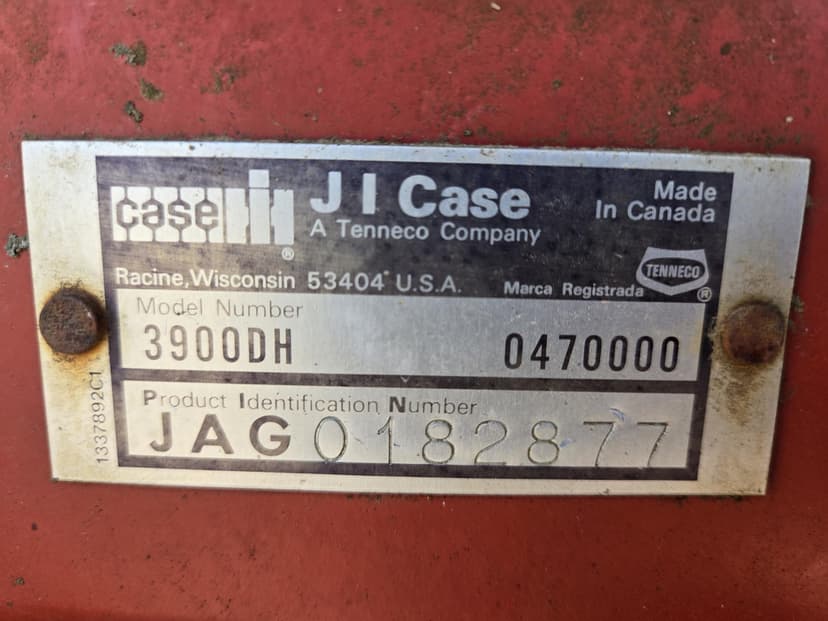 case IH ® J I Case Made
A Tenneco Company In Canada
Racine, Wisconsin 53404 U.S.A. Marca Registrada TENNECO ®
Model Number
3900DH 0470000
Product Identification Number
JAG0182877
1337892C1